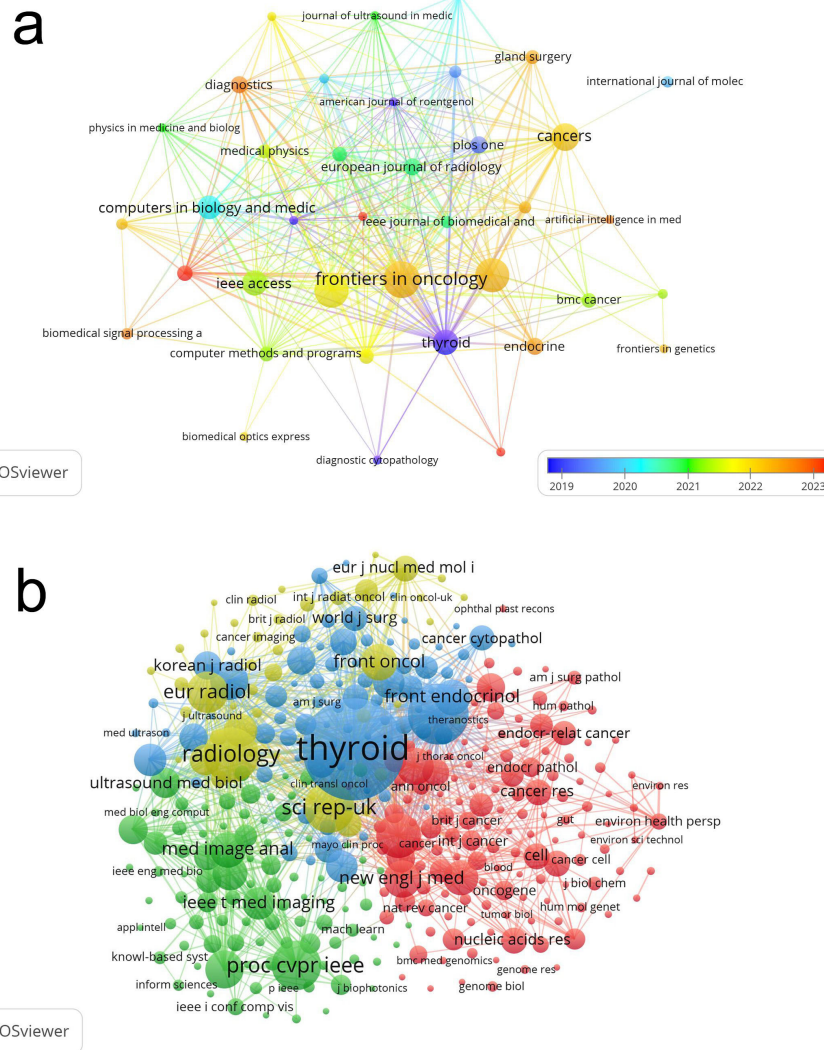 a
journal of ultrasound in medic
gland surgery
diagnostics
international journal of molec
american journal of roentgenol
physics in medicine and biolog
cancers
medical physics
plos one
european journal of radiology
computers in biology and medic
ieee journal of biomedical and
artificial intelligence in med
frontiers in oncology
ieee access
bmc cancer
biomedical signal processing a
thyroid
endocrine
frontiers in genetics
computer methods and programs
biomedical optics express
diagnostic cytopathology
OSviewer
2019 2020 2021 2022 2023
b
eur j nucl med mol i
clin radiol
int j radiat oncol
clin oncol-uk
ophthal plast recons
brit j radiol
world j surg
cancer imaging
cancer cytopathol
korean j radiol
front oncol
am j surg pathol
eur radiol
front endocrinol
am j surg
hum pathol
j ultrasound
theranostics
med ultrason
endocr-relat cancer
radiology
thyroid
j thorac oncol
endocr pathol
ultrasound med biol
clin transl oncol
ann oncol
cancer res
environ res
sci rep-uk
med biol eng comput
brit j cancer
gut
environ health persp
med image anal
mayo clin proc
cancer
int j cancer
environ sci technol
cell
cancer cell
ieee eng med bio
blood
new engl j med
oncogene
j biol chem
ieee t med imaging
nat rev cancer
tumor biol
hum mol genet
appl intell
mach learn
nucleic acids res
knowl-based syst
proc cvpr ieee
bmc med genomics
genome res
inform sciences
p ieee
j biophotonics
genome biol
ieee i conf comp vis
OSviewer